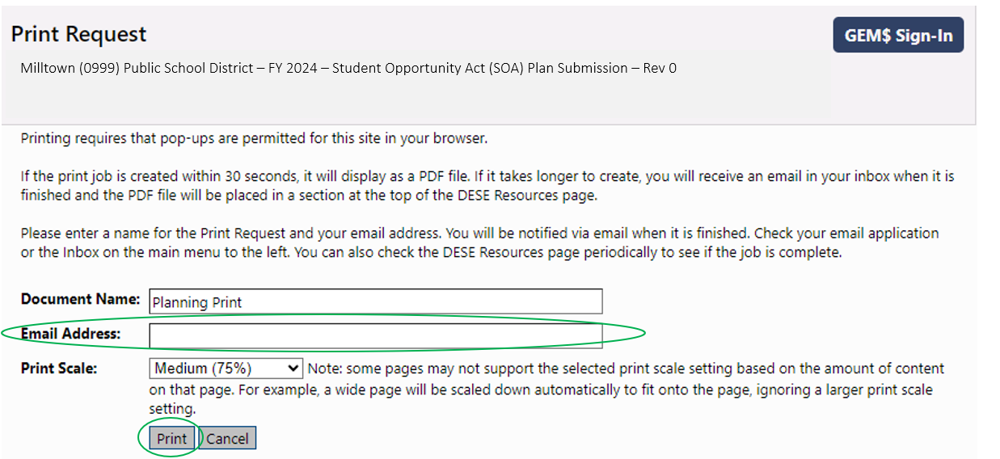 Print Request
GEM$ Sign-In
Milltown (0999) Public School District – FY 2024 – Student Opportunity Act (SOA) Plan Submission – Rev 0
Printing requires that pop-ups are permitted for this site in your browser.
If the print job is created within 30 seconds, it will display as a PDF file. If it takes longer to create, you will receive an email in your inbox when it is
finished and the PDF file will be placed in a section at the top of the DESE Resources page.
Please enter a name for the Print Request and your email address. You will be notified via email when it is finished. Check your email application
or the Inbox on the main menu to the left. You can also check the DESE Resources page periodically to see if the job is complete.
Document Name: Planning Print
Email Address:
Print Scale: Medium (75%) Note: some pages may not support the selected print scale setting based on the amount of content
on that page. For example, a wide page will be scaled down automatically to fit onto the page, ignoring a larger print scale
setting.
Print Cancel